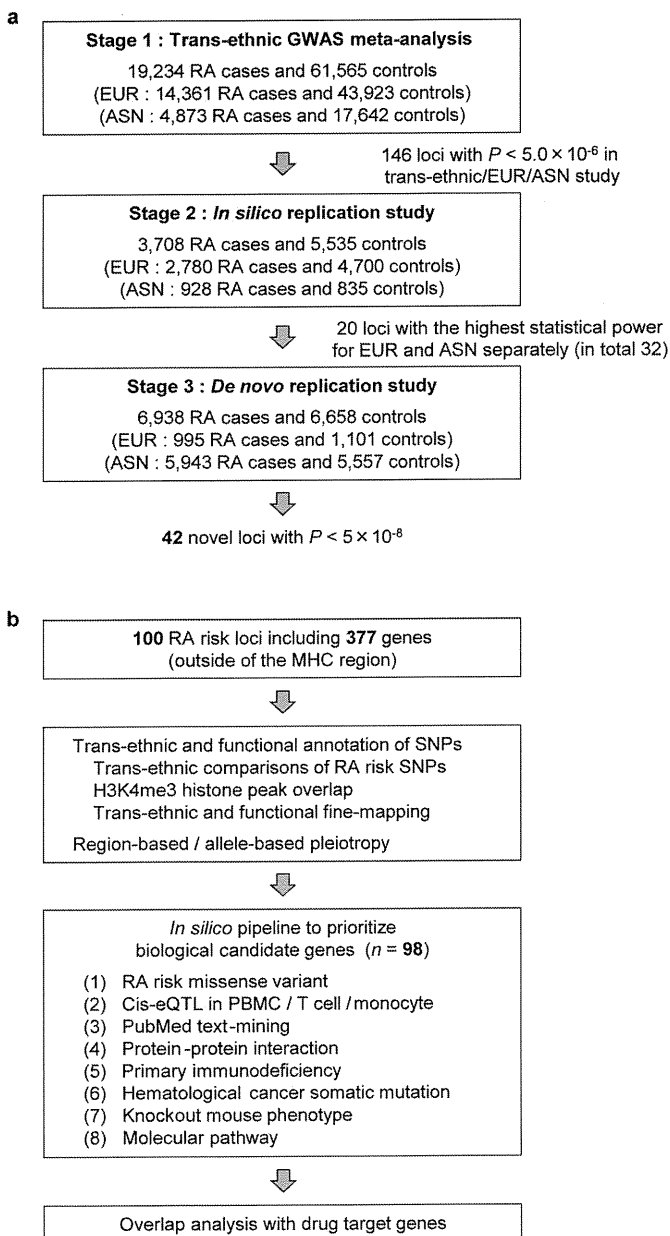 a
Stage 1 : Trans-ethnic GWAS meta-analysis
19,234 RA cases and 61,565 controls
(EUR : 14,361 RA cases and 43,923 controls)
(ASN : 4,873 RA cases and 17,642 controls)
146 loci with P < 5.0 × 10⁻⁶ in
trans-ethnic/EUR/ASN study
Stage 2 : In silico replication study
3,708 RA cases and 5,535 controls
(EUR : 2,780 RA cases and 4,700 controls)
(ASN : 928 RA cases and 835 controls)
20 loci with the highest statistical power
for EUR and ASN separately (in total 32)
Stage 3 : De novo replication study
6,938 RA cases and 6,658 controls
(EUR : 995 RA cases and 1,101 controls)
(ASN : 5,943 RA cases and 5,557 controls)
42 novel loci with P < 5 × 10⁻⁸
b
100 RA risk loci including 377 genes
(outside of the MHC region)
Trans-ethnic and functional annotation of SNPs
Trans-ethnic comparisons of RA risk SNPs
H3K4me3 histone peak overlap
Trans-ethnic and functional fine-mapping
Region-based / allele-based pleiotropy
In silico pipeline to prioritize
biological candidate genes (n = 98)
(1) RA risk missense variant
(2) Cis-eQTL in PBMC / T cell / monocyte
(3) PubMed text-mining
(4) Protein-protein interaction
(5) Primary immunodeficiency
(6) Hematological cancer somatic mutation
(7) Knockout mouse phenotype
(8) Molecular pathway
Overlap analysis with drug target genes